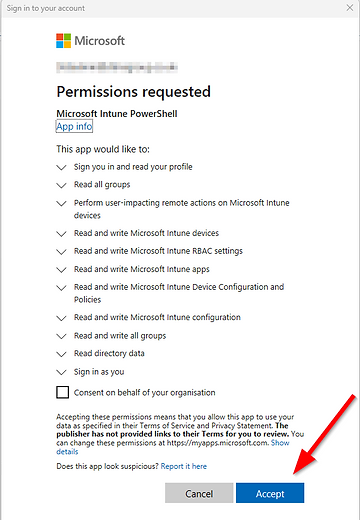 Sign in to your account
Microsoft
Permissions requested
Microsoft Intune PowerShell
App info
This app would like to:
Sign you in and read your profile
Read all groups
Perform user-impacting remote actions on Microsoft Intune
devices
Read and write Microsoft Intune devices
Read and write Microsoft Intune RBAC settings
Read and write Microsoft Intune apps
Read and write Microsoft Intune Device Configuration and
Policies
Read and write Microsoft Intune configuration
Read and write all groups
Read directory data
Sign in as you
Consent on behalf of your organisation
Accepting these permissions means that you allow this app to use your
data as specified in their Terms of Service and Privacy Statement. The
publisher has not provided links to their Terms for you to review. You
can change these permissions at https://myapps.microsoft.com. Show
details
Does this app look suspicious? Report it here
Cancel
Accept